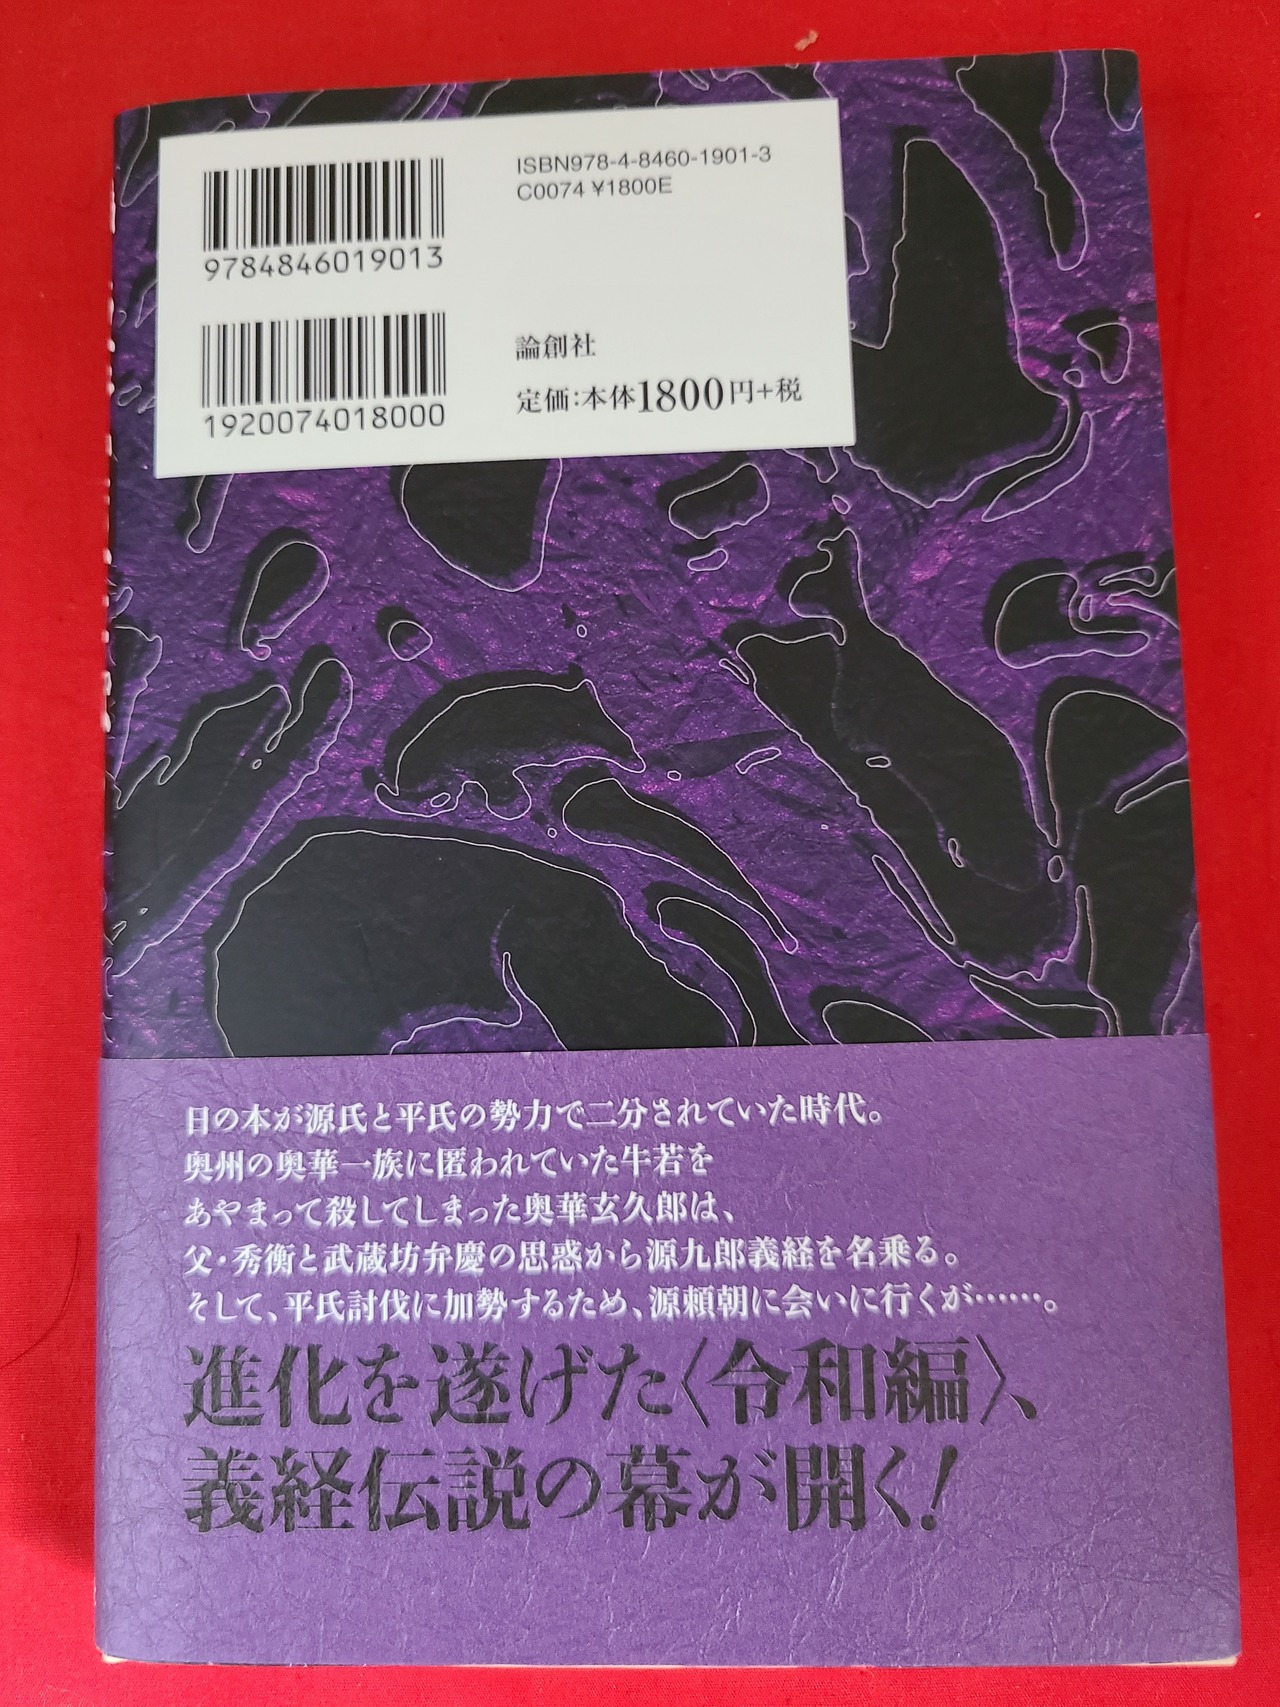 ISBN978-4-8460-1901-3
C0074 ¥1800E
9784846019013
1920074018000
論創社
定価:本体1800円+税
日の本が源氏と平氏の勢力で二分されていた時代。
奥州の奥華一族に匿われていた牛若を
あやまって殺してしまった奥華玄久郎は、
父・秀衡と武蔵坊弁慶の思惑から源九郎義経を名乗る。
そして、平氏討伐に加勢するため、源頼朝に会いに行くが……。
進化を遂げた〈令和編〉、
義経伝説の幕が開く!